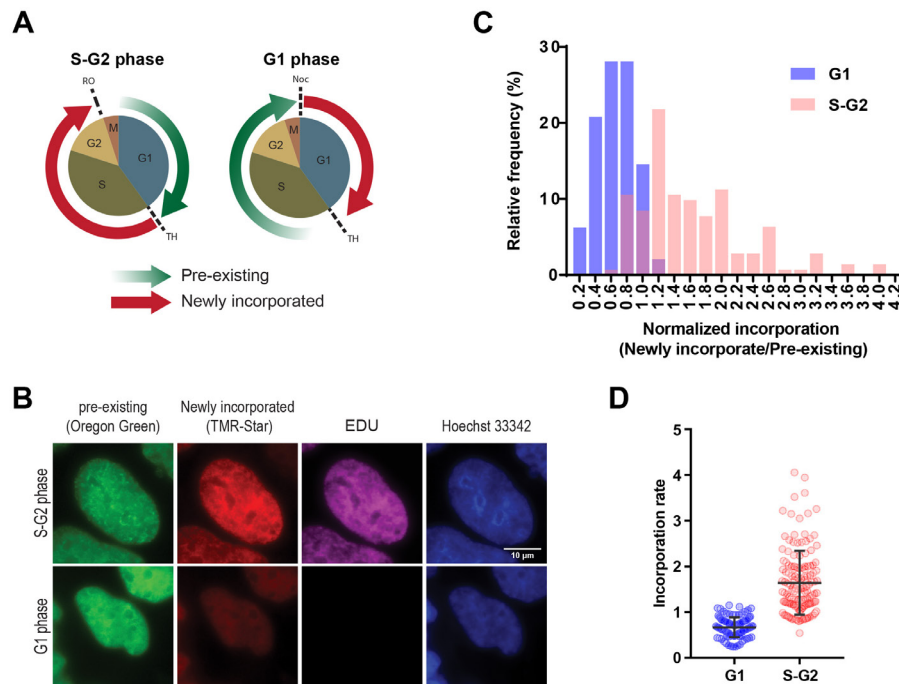 A
S-G2 phase
G1 phase
RO
Noc
M
G2
G1
S
TH
M
G2
G1
S
TH
Pre-existing
Newly incorporated
B
pre-existing
(Oregon Green)
Newly incorporated
(TMR-Star)
EDU
Hoechst 33342
S-G2 phase
10 µm
G1 phase
C
Relative frequency (%)
30
20
10
0
G1
S-G2
0.2 0.4 0.6 0.8 1.0 1.2 1.4 1.6 1.8 2.0 2.2 2.4 2.6 2.8 3.0 3.2 3.4 3.6 3.8 4.0 4.2
Normalized incorporation
(Newly incorporate/Pre-existing)
D
Incorporation rate
5
4
3
2
1
0
G1 S-G2